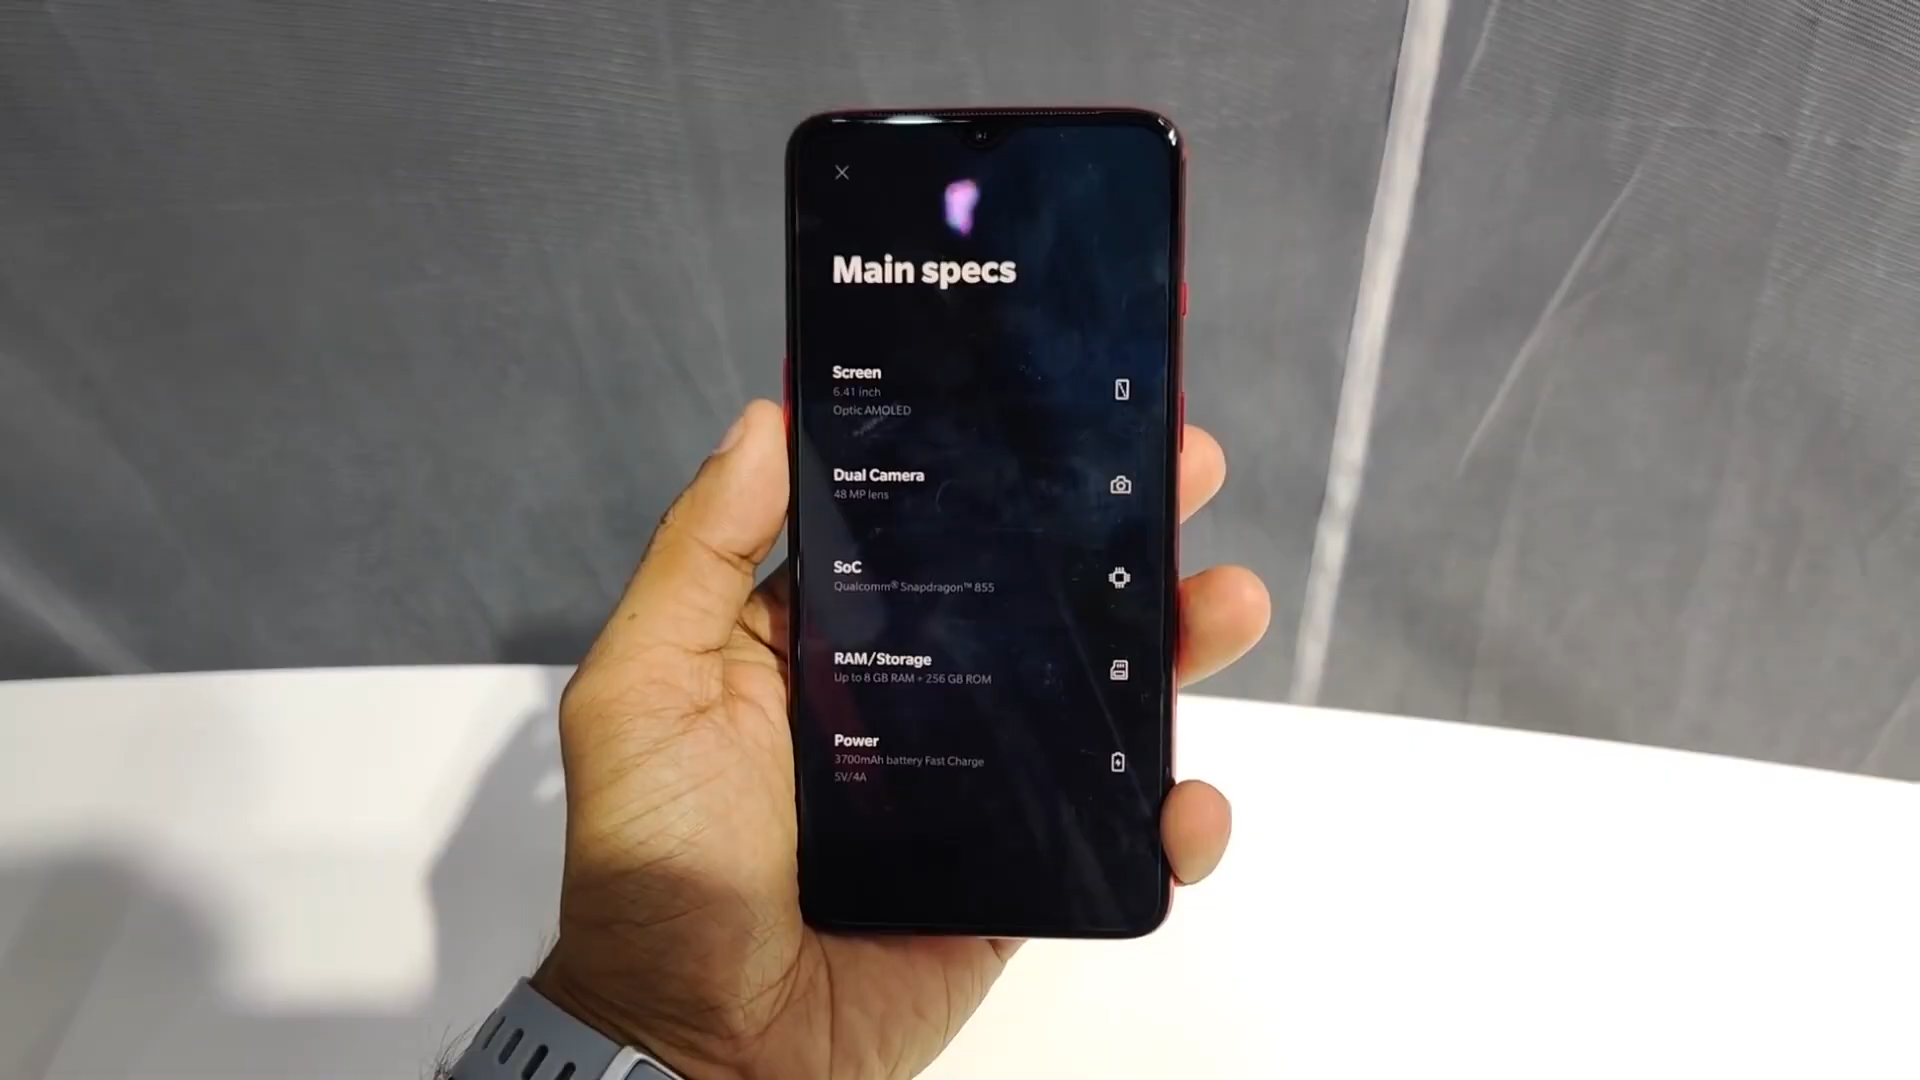 Main specs
Screen
6.41 inch
Optic AMOLED
Dual Camera
48 MP lens
SoC
Qualcomm® Snapdragon™ 855
RAM/Storage
Up to 8 GB RAM + 256 GB ROM
Power
3700mAh battery Fast Charge
5V/4A